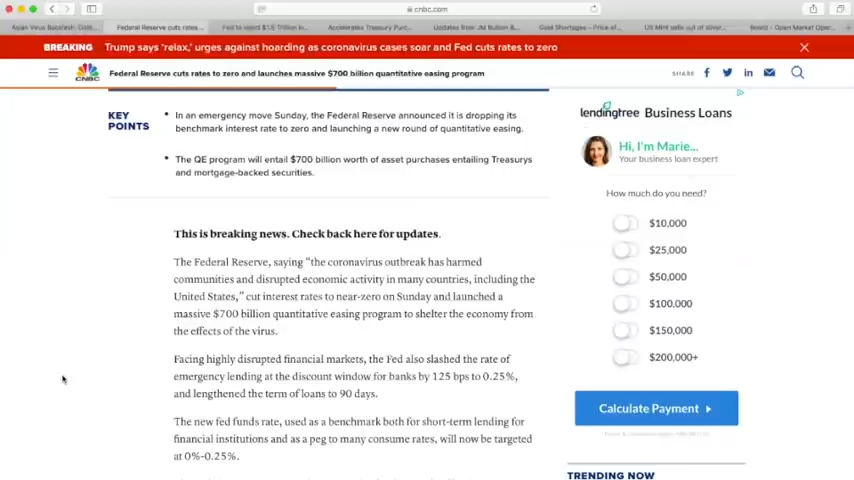 cnbc.com
Asian Virus Batallesh: Gold...
Federal Reserve cuts rates...
Fed to Inject $1.5 Trillion in...
Accelerates Treasury Purc...
Updates from JM Bullion &...
Gold Shortages – Price of...
US Mint sells out of silver...
Board - Open Market Oper...
BREAKING Trump says ‘relax,’ urges against hoarding as coronavirus cases soar and Fed cuts rates to zero
CNBC
Federal Reserve cuts rates to zero and launches massive $700 billion quantitative easing program
SHARE
KEY
POINTS
• In an emergency move Sunday, the Federal Reserve announced it is dropping its
benchmark interest rate to zero and launching a new round of quantitative easing.
• The QE program will entail $700 billion worth of asset purchases entailing Treasurys
and mortgage-backed securities.
This is breaking news. Check back here for updates.
The Federal Reserve, saying “the coronavirus outbreak has harmed
communities and disrupted economic activity in many countries, including the
United States,” cut interest rates to near-zero on Sunday and launched a
massive $700 billion quantitative easing program to shelter the economy from
the effects of the virus.
Facing highly disrupted financial markets, the Fed also slashed the rate of
emergency lending at the discount window for banks by 125 bps to 0.25%,
and lengthened the term of loans to 90 days.
The new fed funds rate, used as a benchmark both for short-term lending for
financial institutions and as a peg to many consume rates, will now be targeted
at 0%-0.25%.
lendingtree Business Loans
Hi, I'm Marie...
Your business loan expert
How much do you need?
$10,000
$25,000
$50,000
$100,000
$150,000
$200,000+
Calculate Payment
TRENDING NOW